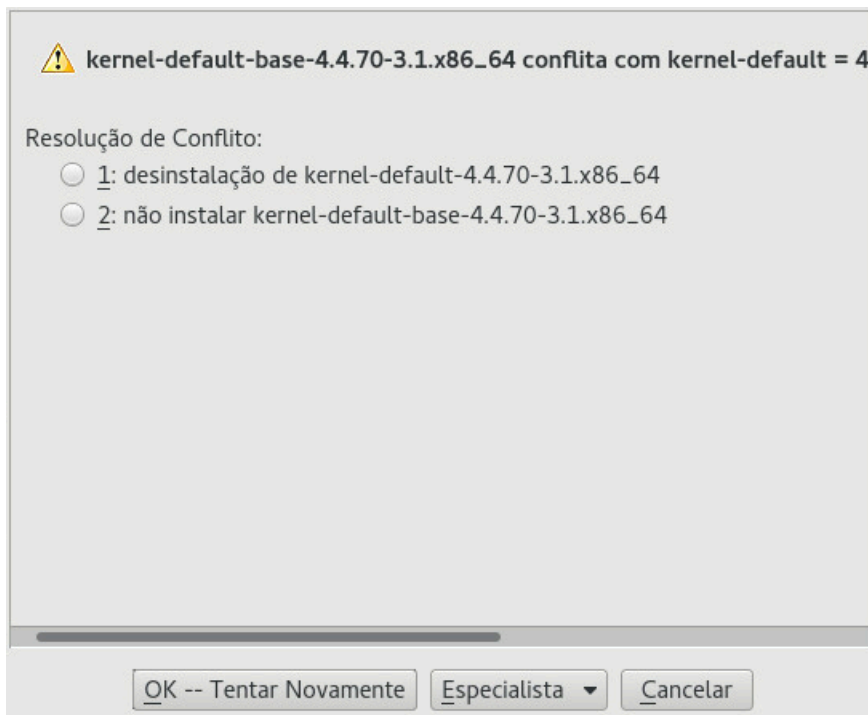 kernel-default-base-4.4.70-3.1.x86_64 conflita com kernel-default = 4
Resolução de Conflito:
1: desinstalação de kernel-default-4.4.70-3.1.x86_64
2: não instalar kernel-default-base-4.4.70-3.1.x86_64
OK -- Tentar Novamente
Especialista
Cancelar